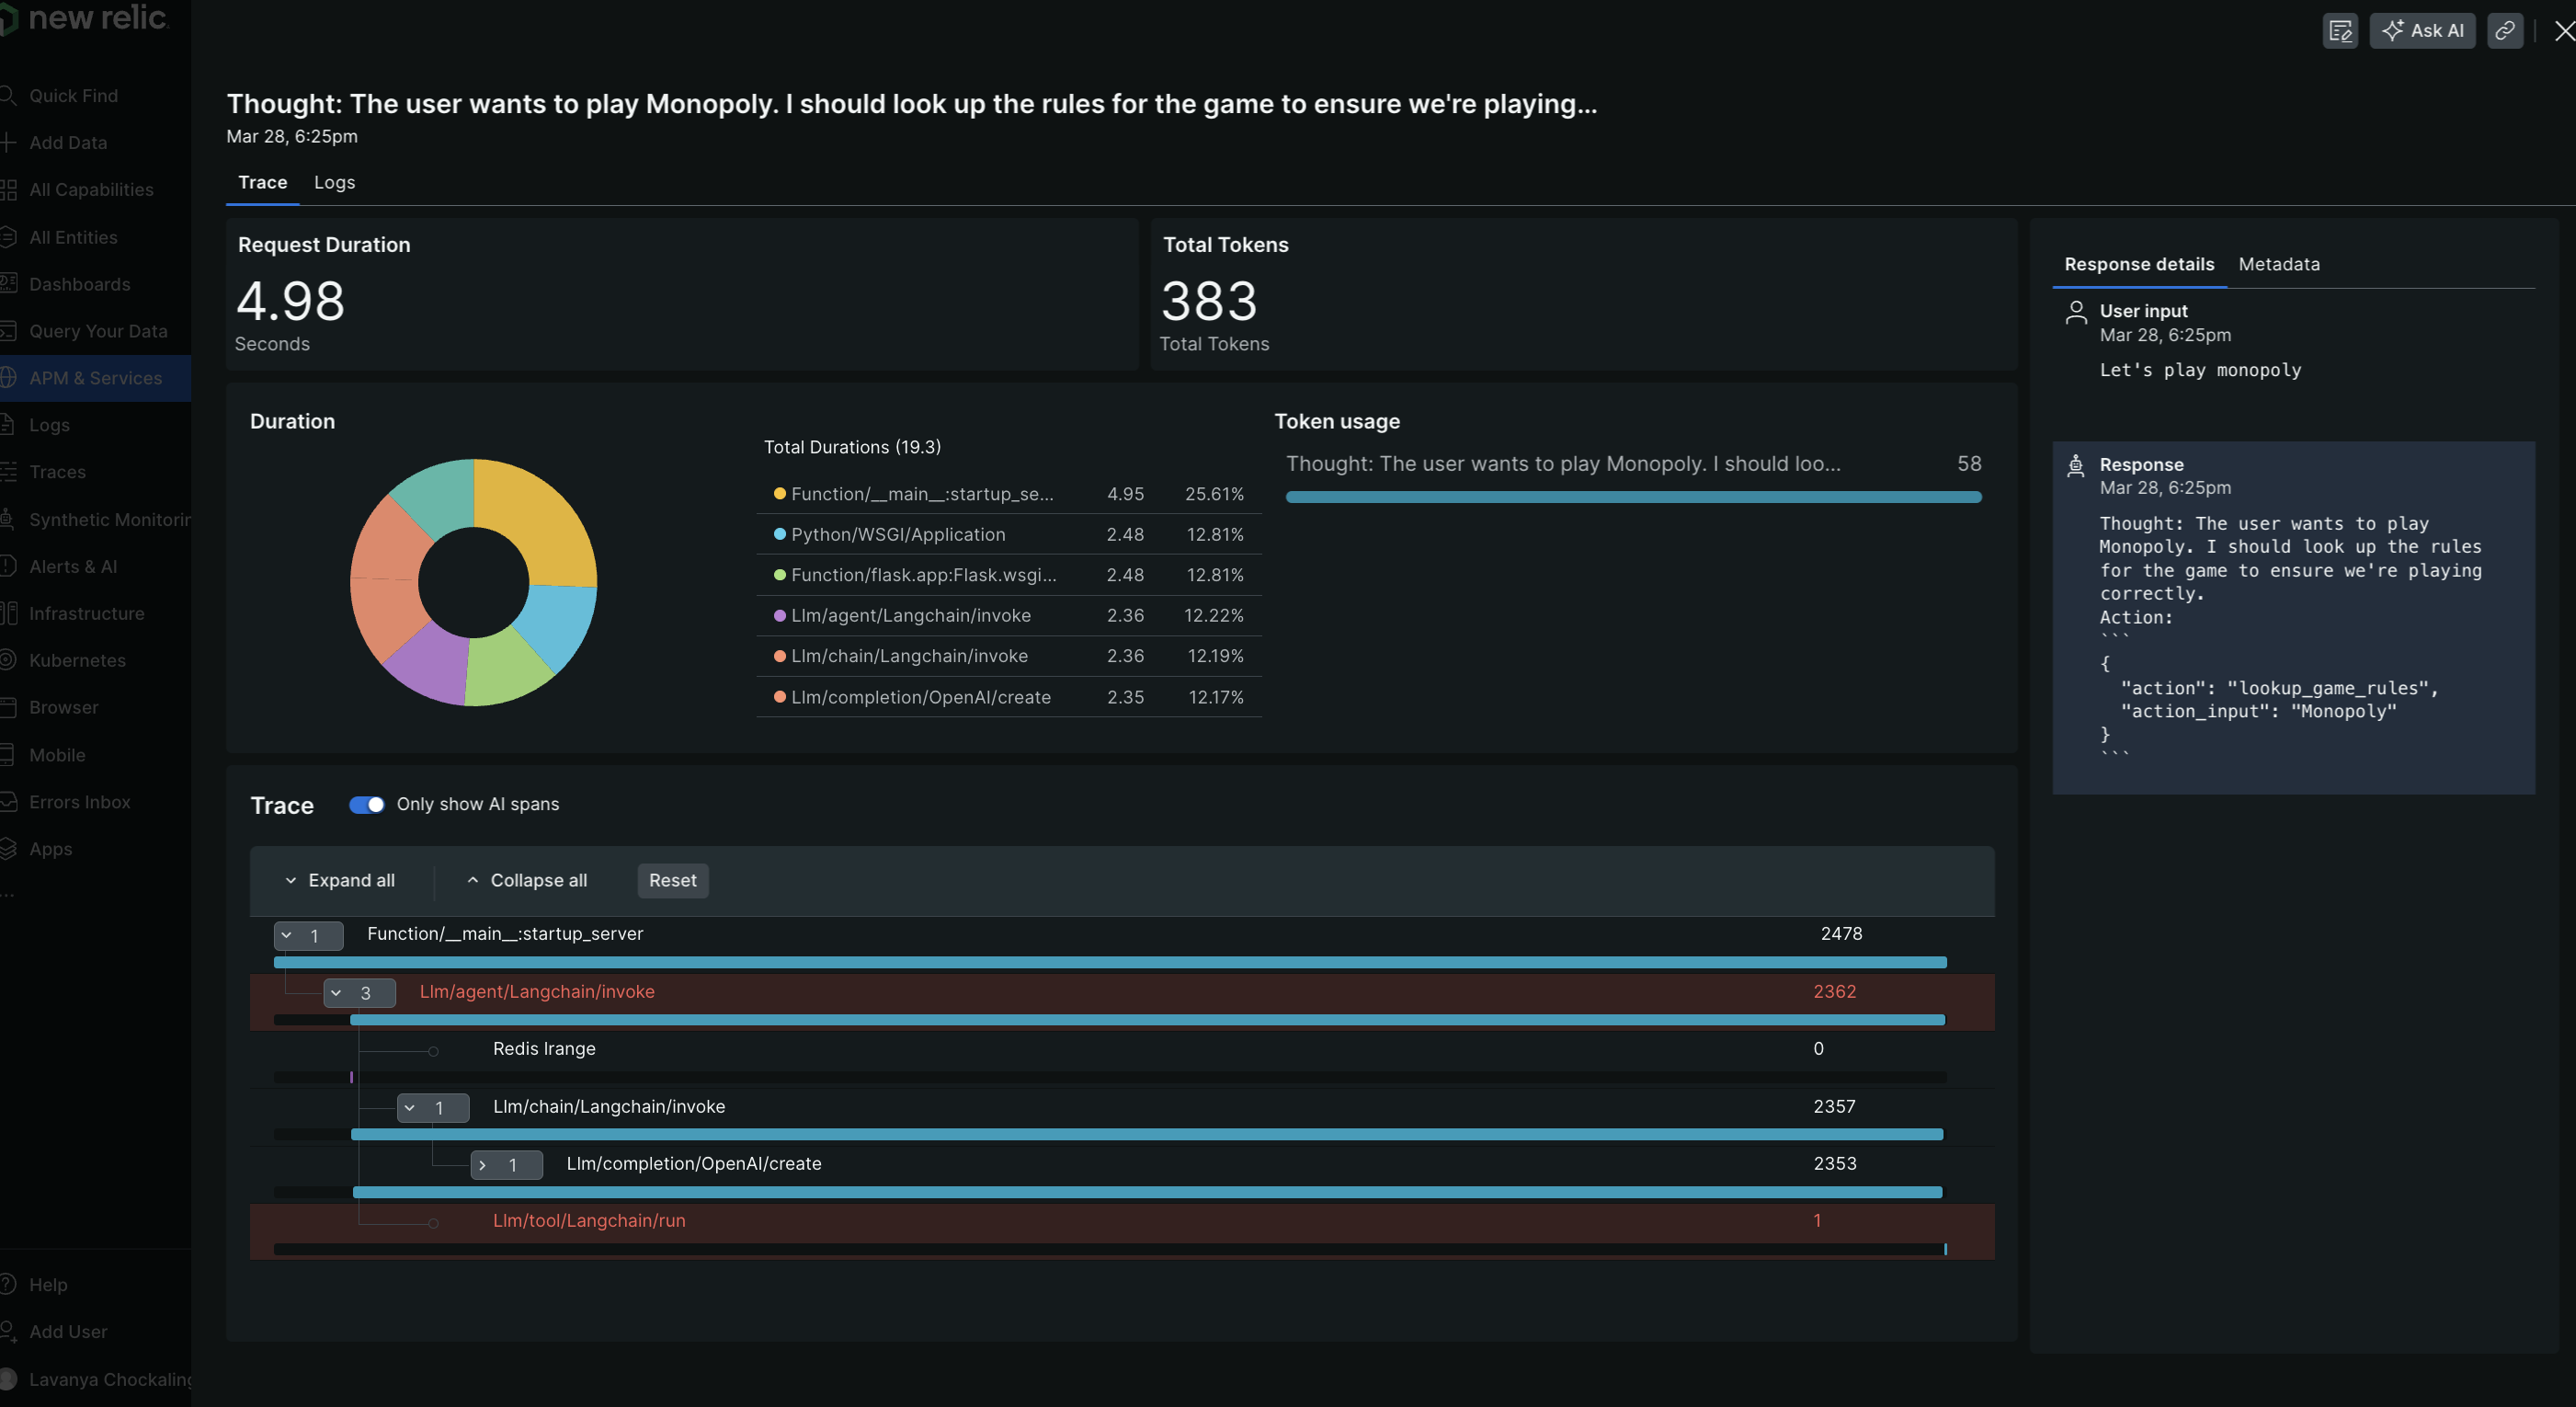 new relic.
Ask AI
Quick Find
Add Data
All Capabilities
All Entities
Dashboards
Query Your Data
APM & Services
Logs
Traces
Synthetic Monitorin
Alerts & AI
Infrastructure
Kubernetes
Browser
Mobile
Errors Inbox
Apps
...
Help
Add User
Lavanya Chockaling
Thought: The user wants to play Monopoly. I should look up the rules for the game to ensure we're playing...
Mar 28, 6:25pm
Trace Logs
Request Duration
4.98
Seconds
Total Tokens
383
Total Tokens
Duration
Total Durations (19.3)
Function/__main__:startup_se... 4.95 25.61%
Python/WSGI/Application 2.48 12.81%
Function/flask.app:Flask.wsgi... 2.48 12.81%
Llm/agent/Langchain/invoke 2.36 12.22%
Llm/chain/Langchain/invoke 2.36 12.19%
Llm/completion/OpenAI/create 2.35 12.17%
Token usage
Thought: The user wants to play Monopoly. I should loo... 58
Trace Only show AI spans
Expand all Collapse all Reset
1 Function/__main__:startup_server 2478
3 Llm/agent/Langchain/invoke 2362
Redis lrange 0
1 Llm/chain/Langchain/invoke 2357
1 Llm/completion/OpenAI/create 2353
Llm/tool/Langchain/run 1
Response details Metadata
User input
Mar 28, 6:25pm
Let's play monopoly
Response
Mar 28, 6:25pm
Thought: The user wants to play
Monopoly. I should look up the rules
for the game to ensure we're playing
correctly.
Action:
```
{
"action": "lookup_game_rules",
"action_input": "Monopoly"
}
```